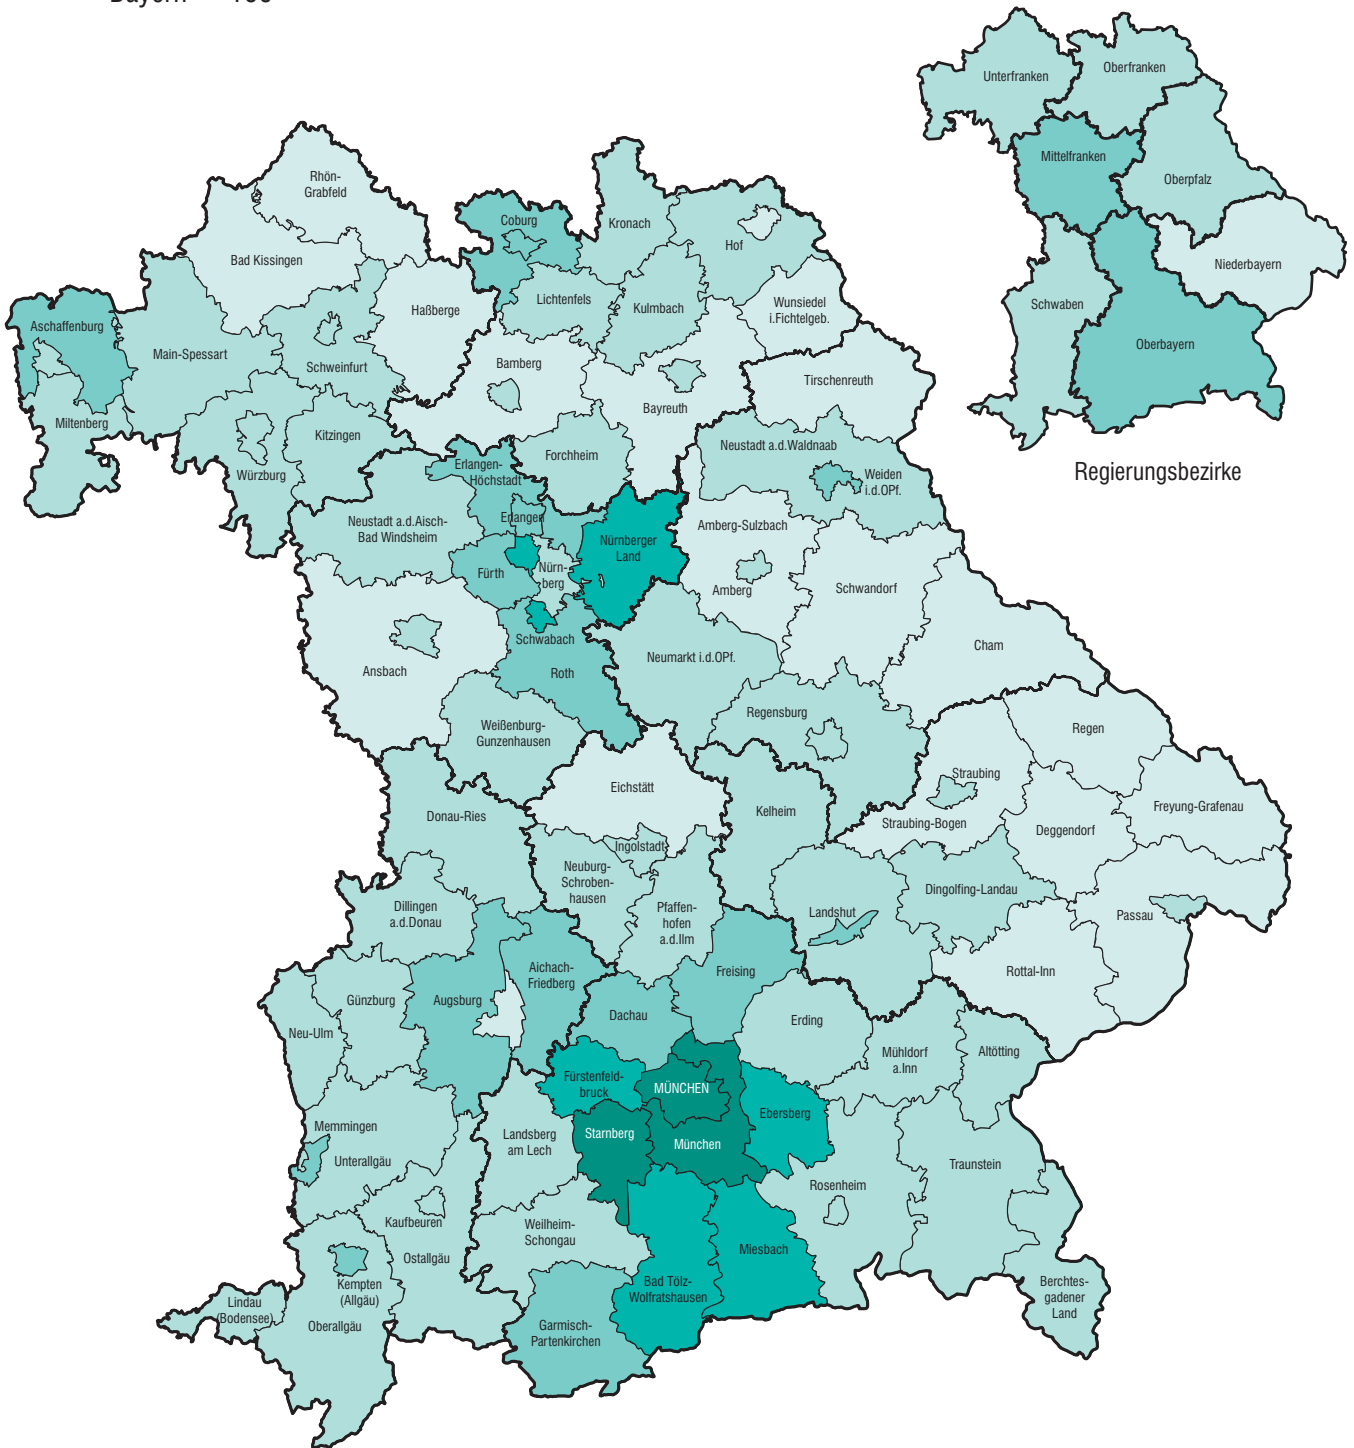 Unterfranken
Oberfranken
Mittelfranken
Oberpfalz
Niederbayern
Schwaben
Oberbayern
Regierungsbezirke
Rhön-
Grabfeld
Bad Kissingen
Coburg
Kronach
Hof
Haßberge
Lichtenfels
Kulmbach
Wunsiedel
i.Fichtelgeb.
Aschaffenburg
Main-Spessart
Schweinfurt
Bamberg
Bayreuth
Tirschenreuth
Miltenberg
Würzburg
Kitzingen
Forchheim
Erlangen-
Höchstadt
Neustadt a.d.Waldnaab
Weiden
i.d.OPf.
Neustadt a.d.Aisch-
Bad Windsheim
Erlangen
Nürnberger
Land
Fürth
Nürn-
berg
Amberg-Sulzbach
Amberg
Schwandorf
Cham
Schwabach
Roth
Neumarkt i.d.OPf.
Ansbach
Weißenburg-
Gunzenhausen
Regensburg
Regen
Straubing
Straubing-Bogen
Freyung-Grafenau
Deggendorf
Eichstätt
Kelheim
Donau-Ries
Ingolstadt
Neuburg-
Schroben-
hausen
Pfaffen-
hofen
a.d.Ilm
Dingolfing-Landau
Landshut
Passau
Rottal-Inn
Dillingen
a.d.Donau
Aichach-
Friedberg
Freising
Günzburg
Augsburg
Neu-Ulm
Dachau
Erding
Mühldorf
a.Inn
Altötting
Fürstenfeld-
bruck
MÜNCHEN
Ebersberg
Starnberg
München
Memmingen
Unterallgäu
Landsberg
am Lech
Rosenheim
Traunstein
Kaufbeuren
Ostallgäu
Weilheim-
Schongau
Miesbach
Bad Tölz-
Wolfratshausen
Berchtes-
gadener
Land
Kempten
(Allgäu)
Lindau
(Bodensee)
Oberallgäu
Garmisch-
Partenkirchen